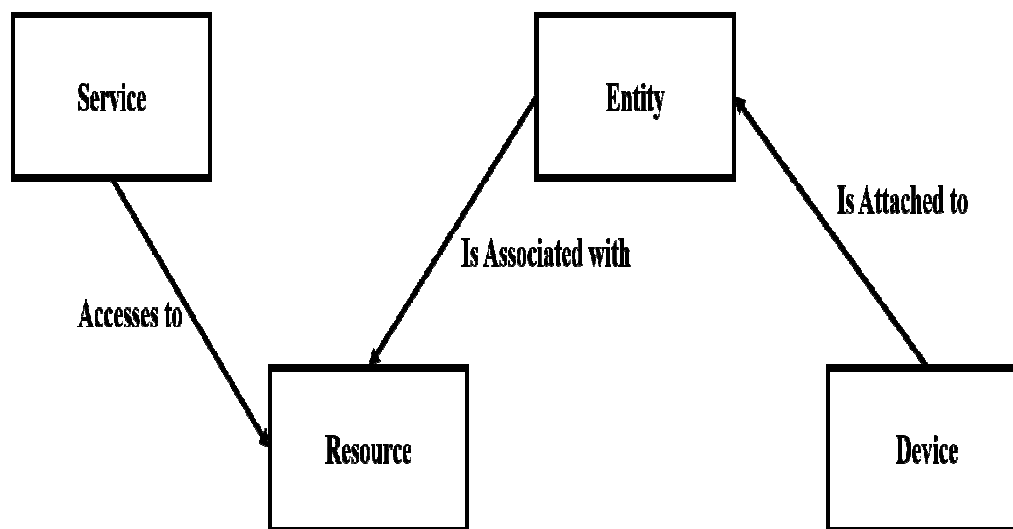 Service
Entity
Is Attached to
Is Associated with
Accesses to
Resource
Device